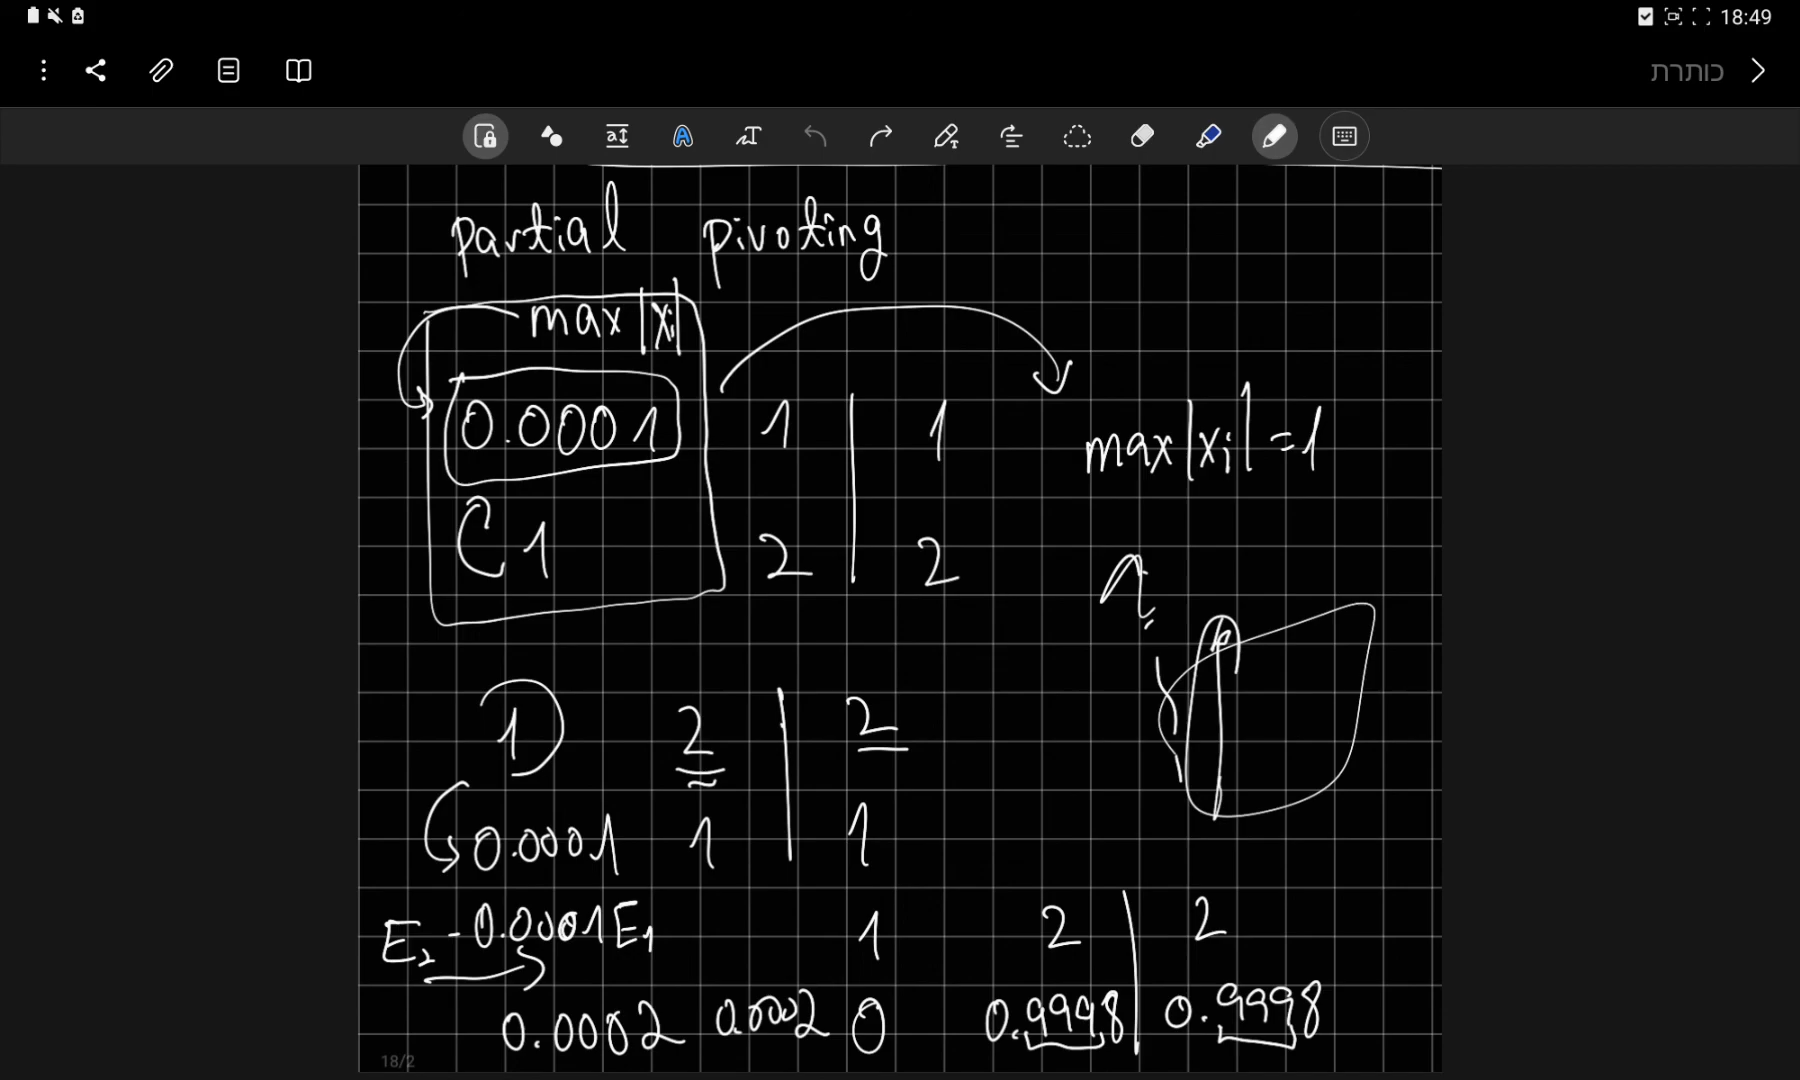 18:49
כותרת
partial pivoting
max |xi|
0.0001 1 | 1
max |xi| = 1
1 2 | 2
1 2 | 2
0.0001 1 | 1
E2 - 0.0001E1 1 2 | 2
0.0002 0.0002 0 0.9998 | 0.9998
18/2